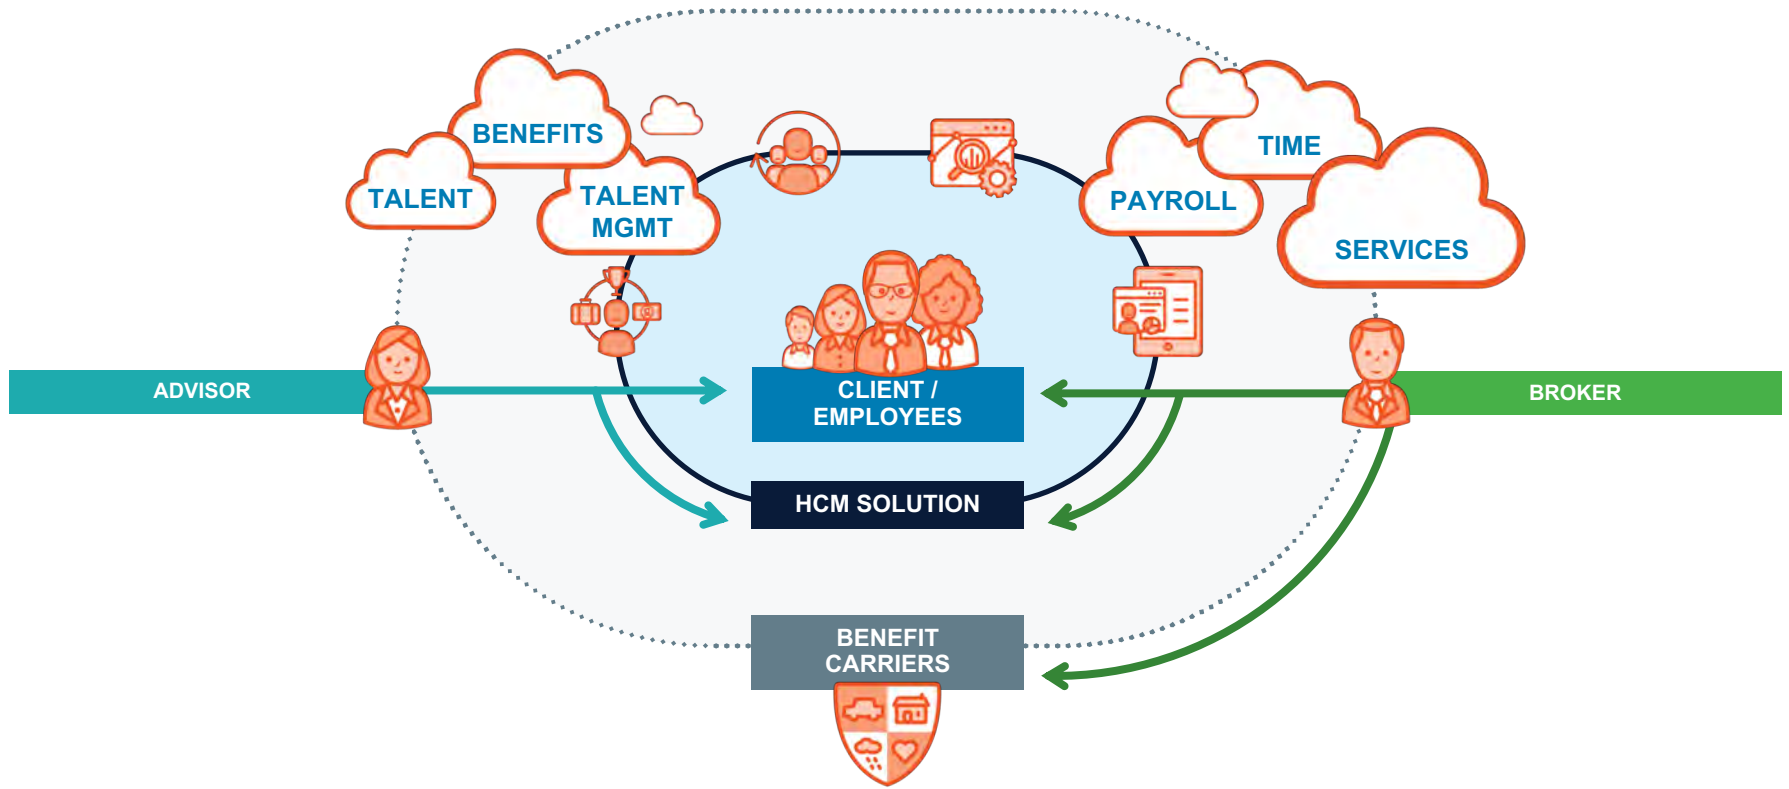 BENEFITS
TALENT
TALENT
MGMT
TIME
PAYROLL
SERVICES
ADVISOR
CLIENT /
EMPLOYEES
BROKER
HCM SOLUTION
BENEFIT
CARRIERS